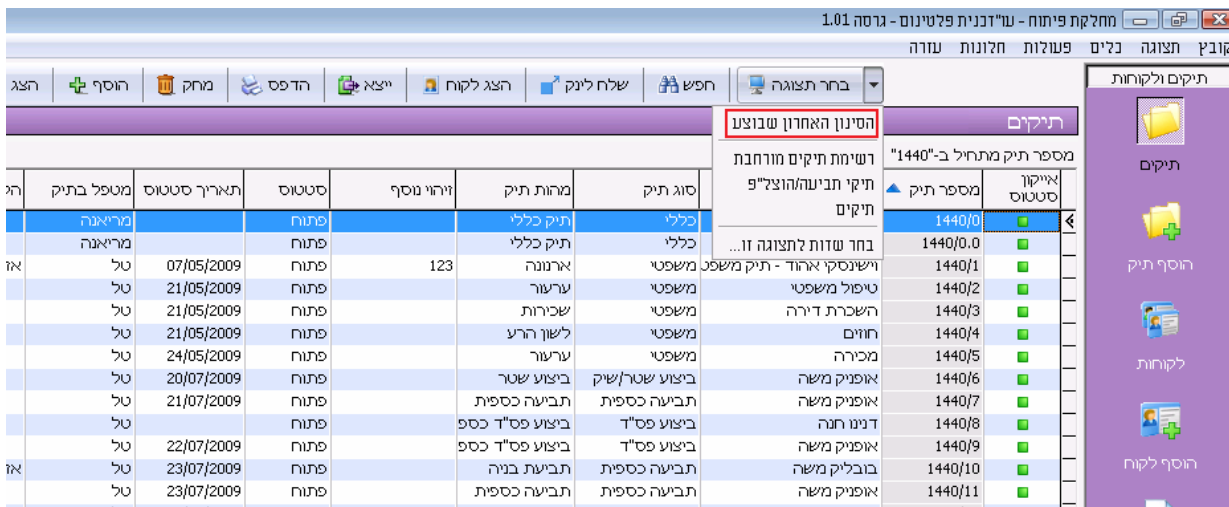 מחלקת פיתוח - עו"דכנית פלטינום - גרסה 1.01
קובץ תצוגה כלים פעולות חלונות עזרה
תיקים ולקוחות
תיקים
הוסף תיק
לקוחות
הוסף לקוח
בחר תצוגה חפש שלח לינק הצג לקוח ייצא הדפס מחק הוסף הצג
הסינון האחרון שבוצע
רשימת תיקים מורחבת
תיקי תביעה/הוצל"פ
תיקים
בחר שדות לתצוגה זו...
תיקים
מספר תיק מתחיל ב-"1440"
אייקון סטטוס מספר תיק סוג תיק מהות תיק זיהוי נוסף סטטוס תאריך סטטוס מטפל בתיק
1440/0 כללי תיק כללי פתוח מריאנה
1440/0.0 כללי תיק כללי פתוח מריאנה
1440/1 וישינסקי אהוד - תיק משפט משפטי ארנונה 123 פתוח 07/05/2009 טל
1440/2 טיפול משפטי משפטי ערעור פתוח 21/05/2009 טל
1440/3 השכרת דירה משפטי שכירות פתוח 21/05/2009 טל
1440/4 חוזים משפטי לשון הרע פתוח 21/05/2009 טל
1440/5 מכירה משפטי ערעור פתוח 24/05/2009 טל
1440/6 אופניק משה ביצוע שטר/שיק ביצוע שטר פתוח 20/07/2009 טל
1440/7 אופניק משה תביעה כספית תביעה כספית פתוח 21/07/2009 טל
1440/8 דנינו חנה ביצוע פס"ד ביצוע פס"ד כספ פתוח טל
1440/9 אופניק משה ביצוע פס"ד ביצוע פס"ד כספ פתוח 22/07/2009 טל
1440/10 בובליק משה תביעה כספית תביעת בניה פתוח 23/07/2009 טל
1440/11 אופניק משה תביעה כספית תביעה כספית פתוח 23/07/2009 טל